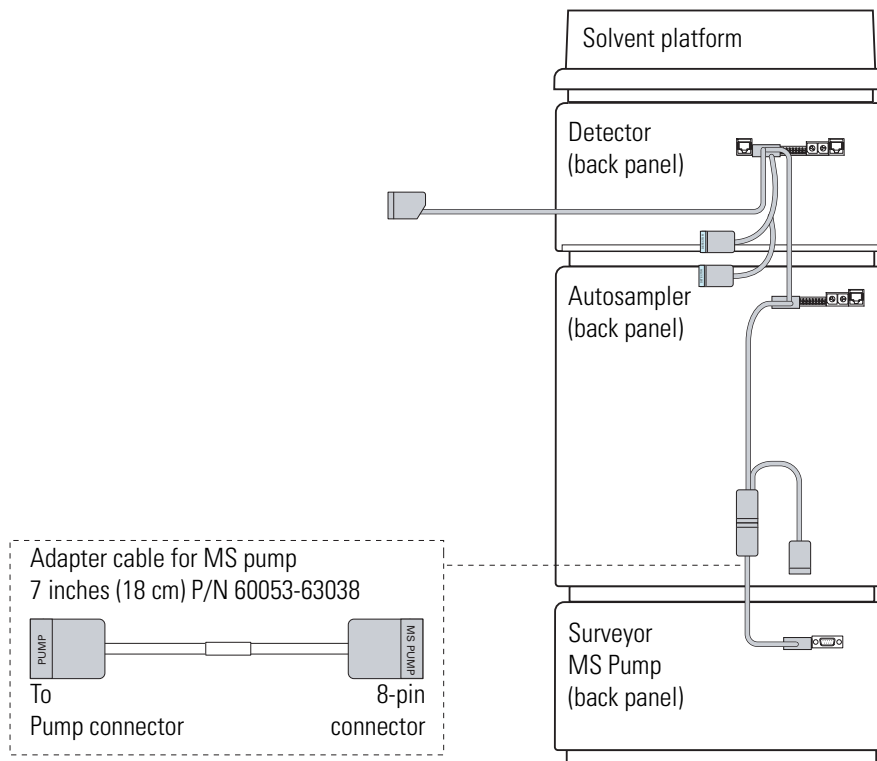 Solvent platform
Detector
(back panel)
Autosampler
(back panel)
Adapter cable for MS pump
7 inches (18 cm) P/N 60053-63038
PUMP
MS PUMP
To
Pump connector
8-pin
connector
Surveyor
MS Pump
(back panel)